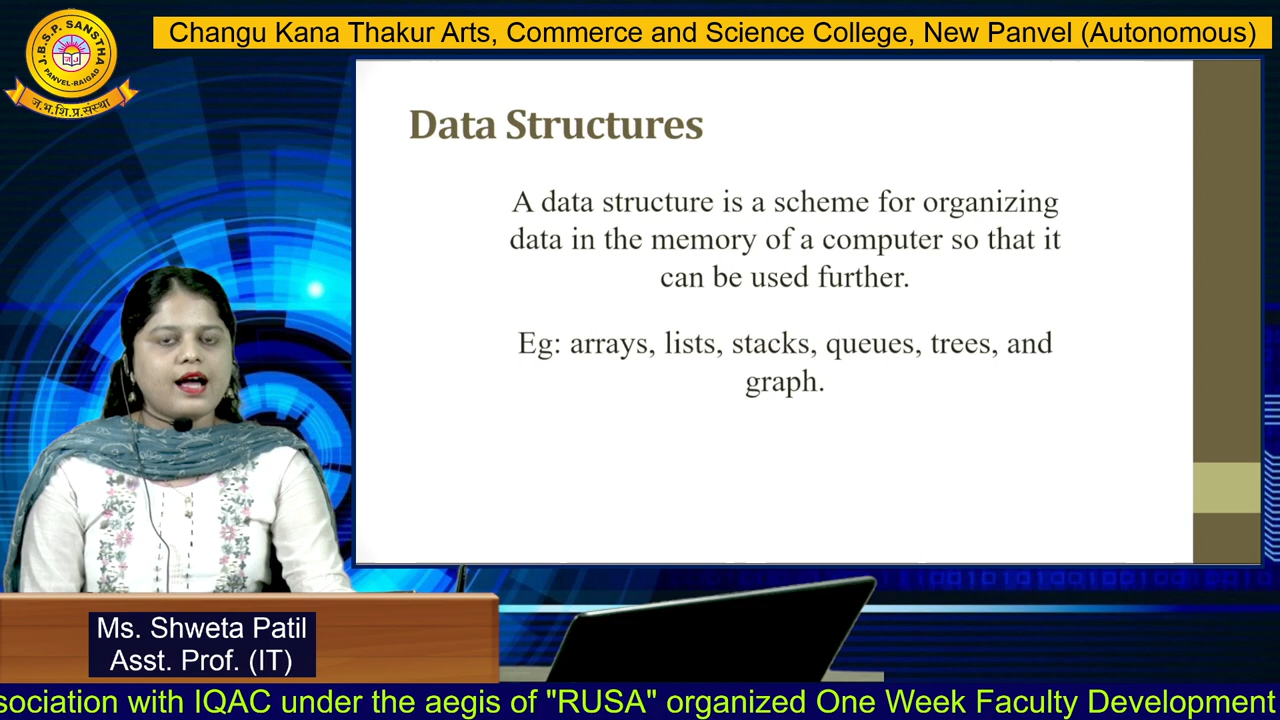 J.B.S.P. SANSTHA
PANVEL-RAIGAD
ज.भ.शि.प्र.संस्था
Changu Kana Thakur Arts, Commerce and Science College, New Panvel (Autonomous)
Data Structures
A data structure is a scheme for organizing
data in the memory of a computer so that it
can be used further.
Eg: arrays, lists, stacks, queues, trees, and
graph.
Ms. Shweta Patil
Asst. Prof. (IT)
sociation with IQAC under the aegis of "RUSA" organized One Week Faculty Development